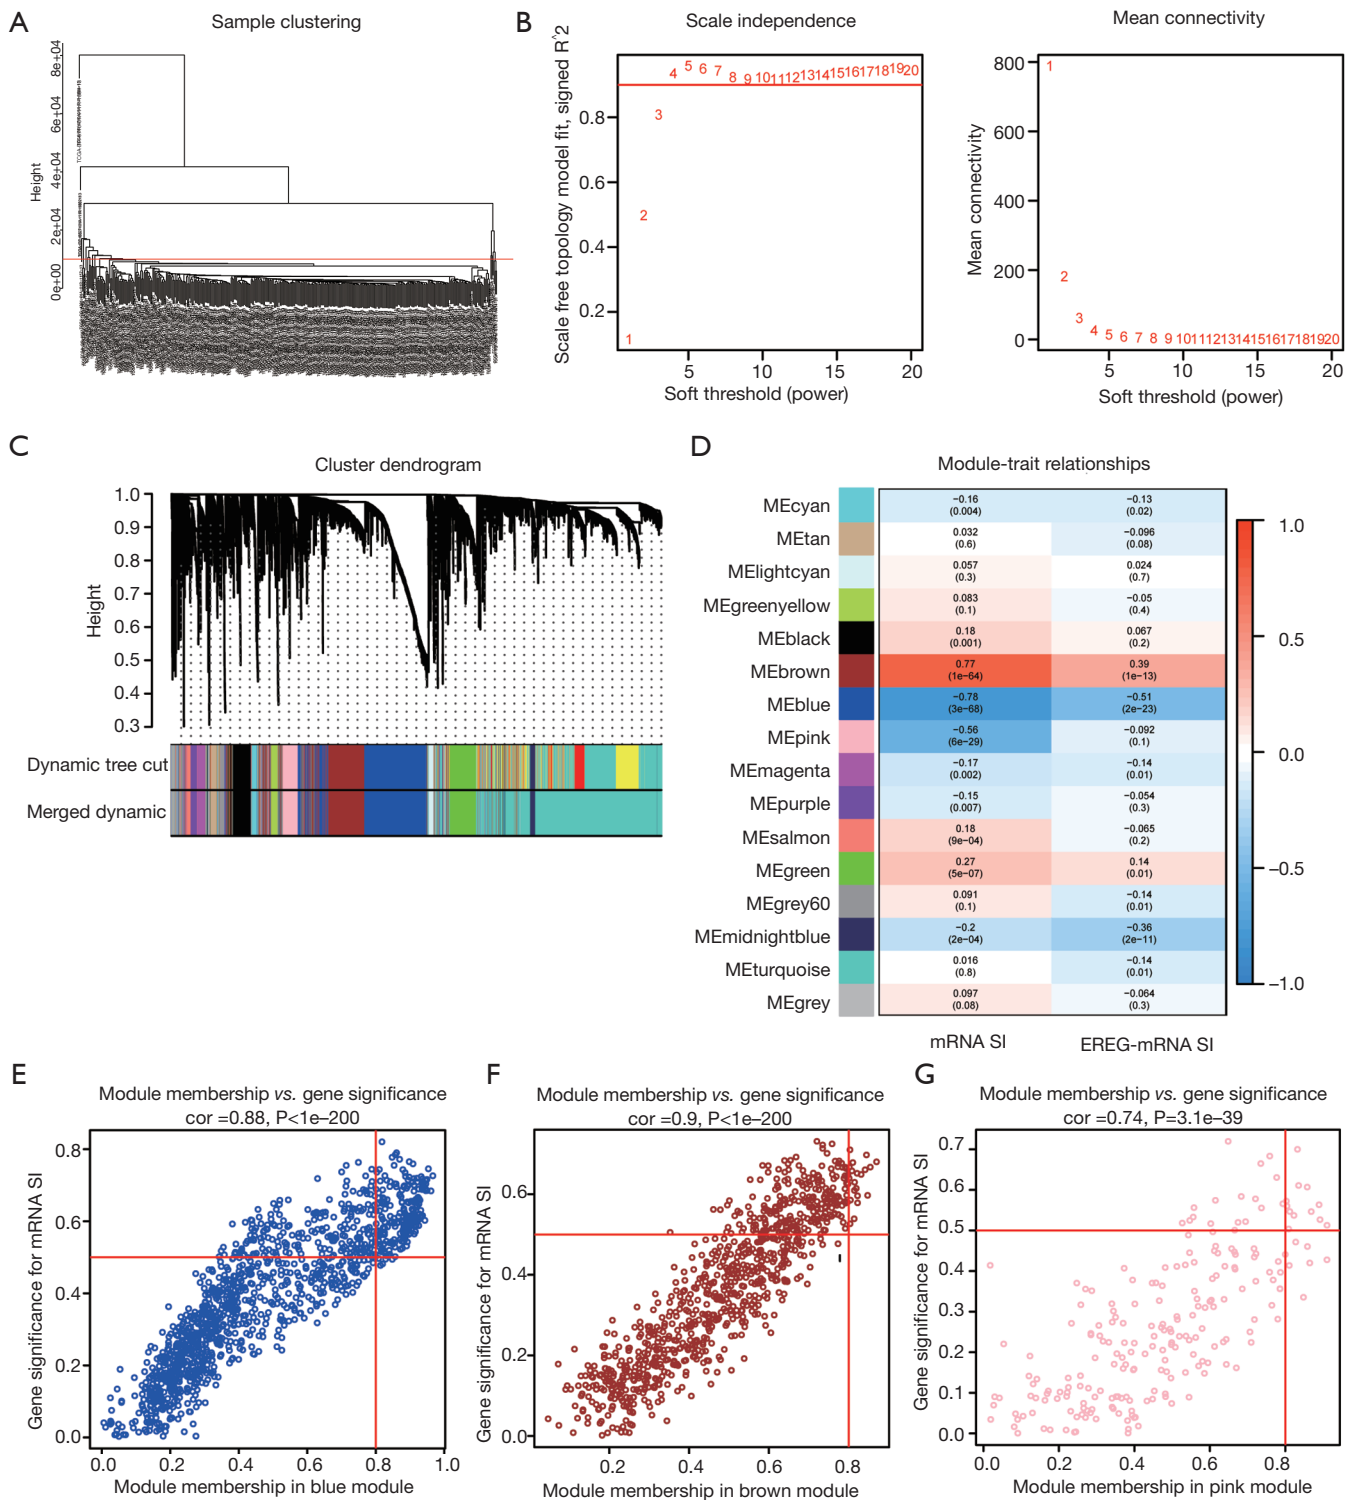 A
Sample clustering
Height
8e+04
6e+04
4e+04
2e+04
0e+00
B
Scale independence
Scale free topology model fit, signed R^2
0.8
0.6
0.4
0.2
1
2
3
4 5 6 7 8 9 10 11 12 13 14 15 16 17 18 19 20
5 10 15 20
Soft threshold (power)
Mean connectivity
Mean connectivity
800
600
400
200
0
1
2
3
4 5 6 7 8 9 10 11 12 13 14 15 16 17 18 19 20
5 10 15 20
Soft threshold (power)
C
Cluster dendrogram
Height
1.0
0.9
0.8
0.7
0.6
0.5
0.4
0.3
Dynamic tree cut
Merged dynamic
D
Module-trait relationships
MEcyan −0.16 −0.13
(0.004) (0.02)
MEtan 0.032 −0.096
(0.6) (0.08)
MElightcyan 0.057 0.024
(0.3) (0.7)
MEgreenyellow 0.083 −0.05
(0.1) (0.4)
MEblack 0.18 0.067
(0.001) (0.2)
MEbrown 0.77 0.39
(1e−64) (1e−13)
MEblue −0.78 −0.51
(3e−68) (2e−23)
MEpink −0.56 −0.092
(6e−29) (0.1)
MEmagenta −0.17 −0.14
(0.002) (0.01)
MEpurple −0.15 −0.054
(0.007) (0.3)
MEsalmon 0.18 −0.065
(9e−04) (0.2)
MEgreen 0.27 0.14
(5e−07) (0.01)
MEgrey60 0.091 −0.14
(0.1) (0.01)
MEmidnightblue −0.2 −0.36
(2e−04) (2e−11)
MEturquoise 0.016 −0.14
(0.8) (0.01)
MEgrey 0.097 −0.064
(0.08) (0.3)
mRNA SI EREG-mRNA SI
1.0
0.5
0.0
−0.5
−1.0
E
Module membership vs. gene significance
cor =0.88, P<1e–200
Gene significance for mRNA SI
0.8
0.6
0.4
0.2
0.0
0.0 0.2 0.4 0.6 0.8 1.0
Module membership in blue module
F
Module membership vs. gene significance
cor =0.9, P<1e–200
Gene significance for mRNA SI
0.6
0.4
0.2
0.0
0.2 0.4 0.6 0.8
Module membership in brown module
G
Module membership vs. gene significance
cor =0.74, P=3.1e–39
Gene significance for mRNA SI
0.7
0.6
0.5
0.4
0.3
0.2
0.1
0.0
0.0 0.2 0.4 0.6 0.8
Module membership in pink module